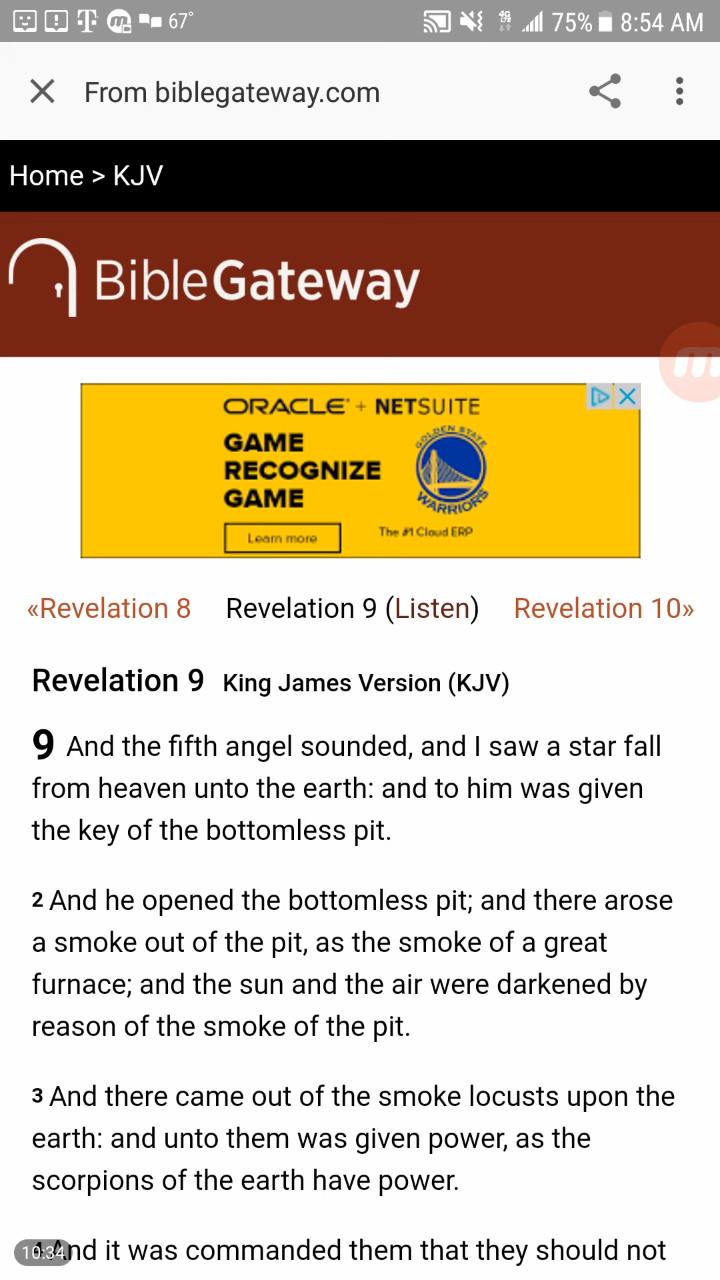 67°
4G 75% 8:54 AM
From biblegateway.com
Home > KJV
BibleGateway
ORACLE + NETSUITE
GAME
RECOGNIZE
GAME
GOLDEN STATE
WARRIORS
Learn more
The #1 Cloud ERP
«Revelation 8 Revelation 9 (Listen) Revelation 10»
Revelation 9 King James Version (KJV)
9 And the fifth angel sounded, and I saw a star fall
from heaven unto the earth: and to him was given
the key of the bottomless pit.
2 And he opened the bottomless pit; and there arose
a smoke out of the pit, as the smoke of a great
furnace; and the sun and the air were darkened by
reason of the smoke of the pit.
3 And there came out of the smoke locusts upon the
earth: and unto them was given power, as the
scorpions of the earth have power.
10:34
And it was commanded them that they should not